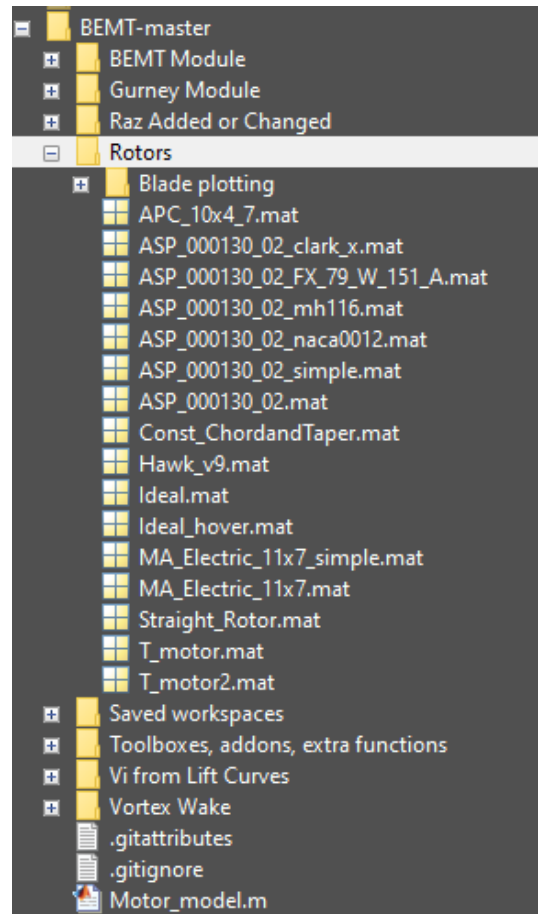 BEMT-master
BEMT Module
Gurney Module
Raz Added or Changed
Rotors
Blade plotting
APC_10x4_7.mat
ASP_000130_02_clark_x.mat
ASP_000130_02_FX_79_W_151_A.mat
ASP_000130_02_mh116.mat
ASP_000130_02_naca0012.mat
ASP_000130_02_simple.mat
ASP_000130_02.mat
Const_ChordandTaper.mat
Hawk_v9.mat
Ideal.mat
Ideal_hover.mat
MA_Electric_11x7_simple.mat
MA_Electric_11x7.mat
Straight_Rotor.mat
T_motor.mat
T_motor2.mat
Saved workspaces
Toolboxes, addons, extra functions
Vi from Lift Curves
Vortex Wake
.gitattributes
.gitignore
Motor_model.m